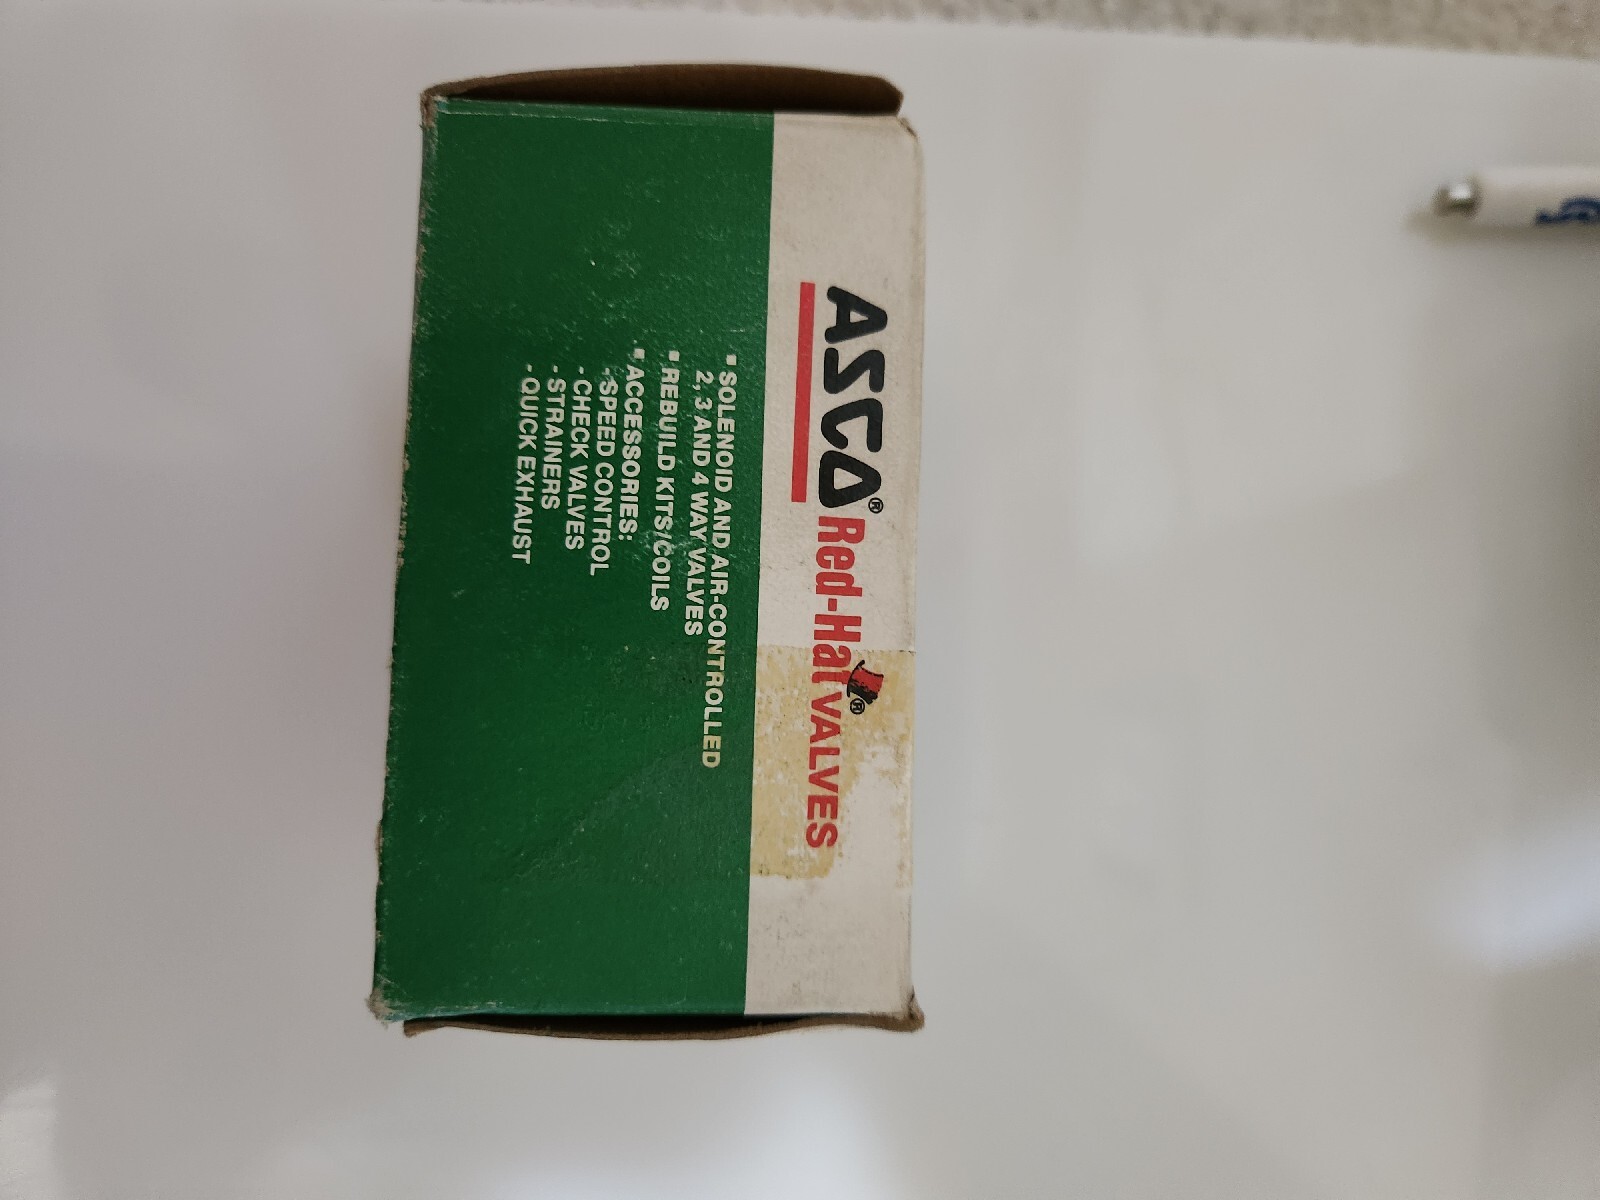 ASCO® Red-Hat® VALVES
▪ SOLENOID AND AIR-CONTROLLED
2, 3 AND 4 WAY VALVES
▪ REBUILD KITS/COILS
▪ ACCESSORIES:
- SPEED CONTROL
- CHECK VALVES
- STRAINERS
- QUICK EXHAUST